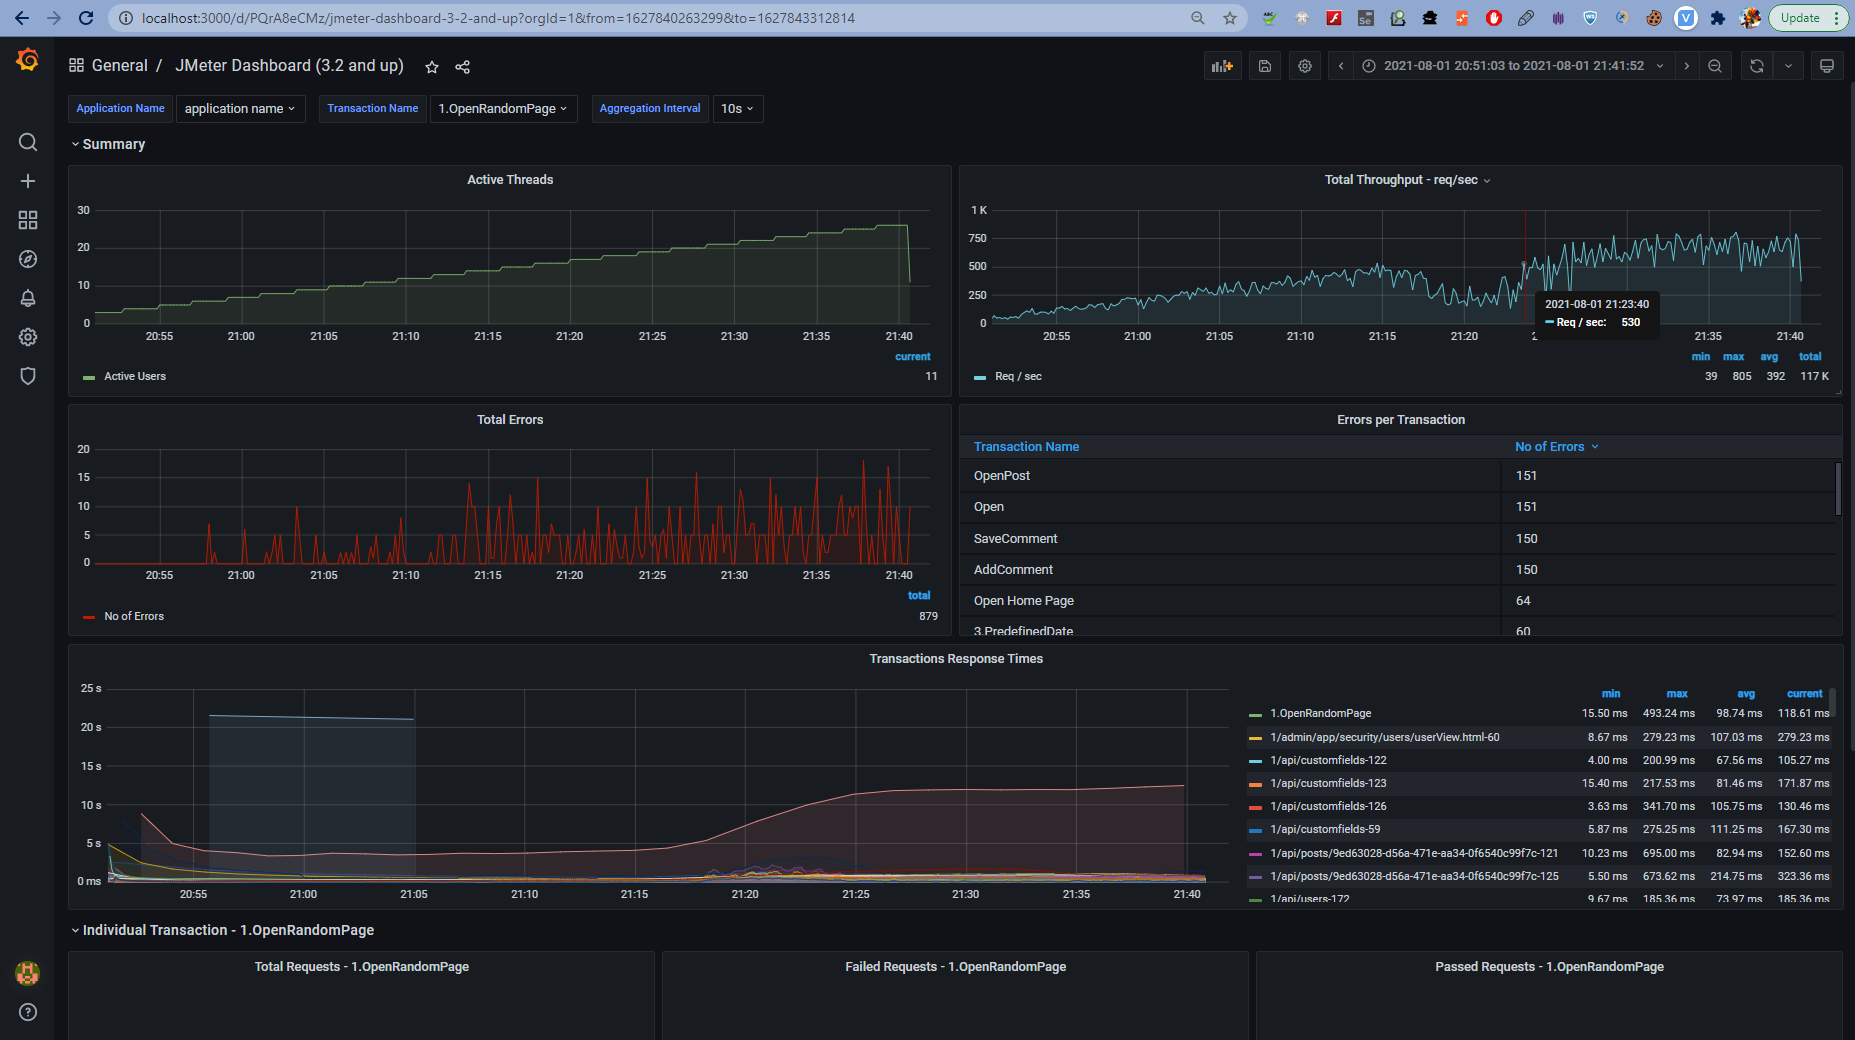 localhost:3000/d/PQrA8eCMz/jmeter-dashboard-3-2-and-up?orgId=1&from=1627840263299&to=1627843312814
ABC
Se
WS
V
Update
General / JMeter Dashboard (3.2 and up)
2021-08-01 20:51:03 to 2021-08-01 21:41:52
Application Name application name Transaction Name 1.OpenRandomPage Aggregation Interval 10s
Summary
Active Threads
30
20
10
0
20:55 21:00 21:05 21:10 21:15 21:20 21:25 21:30 21:35 21:40
current
Active Users 11
Total Throughput - req/sec
1 K
750
500
250
0
20:55 21:00 21:05 21:10 21:15 21:20 2 21:35 21:40
2021-08-01 21:23:40
Req / sec: 530
min max avg total
Req / sec 39 805 392 117 K
Total Errors
20
15
10
5
0
20:55 21:00 21:05 21:10 21:15 21:20 21:25 21:30 21:35 21:40
total
No of Errors 879
Errors per Transaction
Transaction Name No of Errors
OpenPost 151
Open 151
SaveComment 150
AddComment 150
Open Home Page 64
3.PredefinedDate 60
Transactions Response Times
25 s
20 s
15 s
10 s
5 s
0 ms
20:55 21:00 21:05 21:10 21:15 21:20 21:25 21:30 21:35 21:40
min max avg current
1.OpenRandomPage 15.50 ms 493.24 ms 98.74 ms 118.61 ms
1/admin/app/security/users/userView.html-60 8.67 ms 279.23 ms 107.03 ms 279.23 ms
1/api/customfields-122 4.00 ms 200.99 ms 67.56 ms 105.27 ms
1/api/customfields-123 15.40 ms 217.53 ms 81.46 ms 171.87 ms
1/api/customfields-126 3.63 ms 341.70 ms 105.75 ms 130.46 ms
1/api/customfields-59 5.87 ms 275.25 ms 111.25 ms 167.30 ms
1/api/posts/9ed63028-d56a-471e-aa34-0f6540c99f7c-121 10.23 ms 695.00 ms 82.94 ms 152.60 ms
1/api/posts/9ed63028-d56a-471e-aa34-0f6540c99f7c-125 5.50 ms 673.62 ms 214.75 ms 323.36 ms
1/api/users-172 9.67 ms 185.36 ms 73.97 ms 185.36 ms
Individual Transaction - 1.OpenRandomPage
Total Requests - 1.OpenRandomPage
Failed Requests - 1.OpenRandomPage
Passed Requests - 1.OpenRandomPage